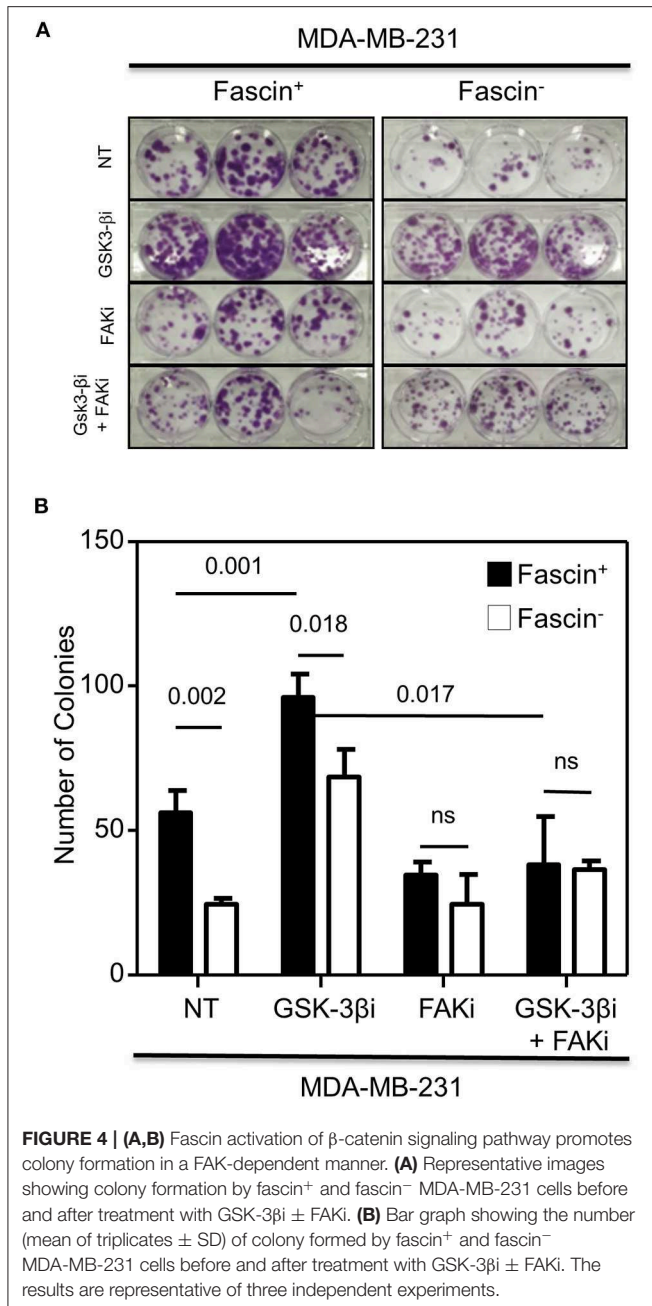 A
MDA-MB-231
Fascin⁺ Fascin⁻
NT
GSK3-βi
FAKi
Gsk3-βi
+ FAKi
B
150
100
50
0
Number of Colonies
0.001
0.018
0.002
0.017
ns
ns
Fascin⁺
Fascin⁻
NT GSK-3βi FAKi GSK-3βi
+ FAKi
MDA-MB-231
FIGURE 4 | (A,B) Fascin activation of β-catenin signaling pathway promotes
colony formation in a FAK-dependent manner. (A) Representative images
showing colony formation by fascin⁺ and fascin⁻ MDA-MB-231 cells before
and after treatment with GSK-3βi ± FAKi. (B) Bar graph showing the number
(mean of triplicates ± SD) of colony formed by fascin⁺ and fascin⁻
MDA-MB-231 cells before and after treatment with GSK-3βi ± FAKi. The
results are representative of three independent experiments.